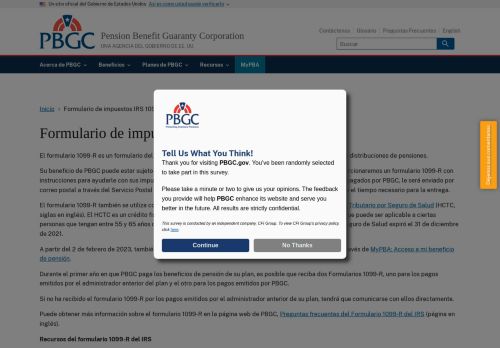 Un sitio oficial del Gobierno de Estados Unidos Así es como usted puede verificarlo
PBGC
Pension Benefit Guaranty Corporation
UNA AGENCIA DEL GOBIERNO DE EE. UU.
Contáctenos Glosario Preguntas Frecuentes English
Buscar
Acerca de PBGC Beneficios Planes de PBGC Recursos MyPBA
Inicio > Formulario de impuestos IRS 109
Formulario de impu
El formulario 1099-R es un formulario del distribuciones de pensiones.
Su beneficio de PBGC puede estar sujeto cionaremos un formulario 1099-R con
instrucciones para ayudarle con sus impue agados por PBGC, le será enviado por
correo postal a través del Servicio Postal el tiempo necesario para la entrega.
El formulario 1099-R también se utiliza co Tributario por Seguro de Salud (HCTC,
siglas en inglés). El HCTC es un crédito fis que puede ser aplicable a ciertas
personas que tengan entre 55 y 65 años d Seguro de Salud expiró el 31 de diciembre
de 2021.
A partir del 2 de febrero de 2023, también través de MyPBA: Acceso a mi beneficio
de pensión.
Durante el primer año en que PBGC paga los beneficios de pensión de su plan, es posible que reciba dos Formularios 1099-R, uno para los pagos
emitidos por el administrador anterior del plan y el otro para los pagos emitidos por PBGC.
Si no ha recibido el formulario 1099-R por los pagos emitidos por el administrador anterior de su plan, tendrá que comunicarse con ellos directamente.
Puede obtener más información sobre el formulario 1099-R en la página web de PBGC, Preguntas frecuentes del Formulario 1099-R del IRS (página
en inglés).
Recursos del formulario 1099-R del IRS
PBGC
Protecting America's Pensions
Tell Us What You Think!
Thank you for visiting PBGC.gov. You've been randomly selected
to take part in this survey.
Please take a minute or two to give us your opinions. The feedback
you provide will help PBGC enhance its website and serve you
better in the future. All results are strictly confidential.
This survey is conducted by an independent company, CFI Group. To view CFI Group's privacy policy
click here.
Continue No Thanks